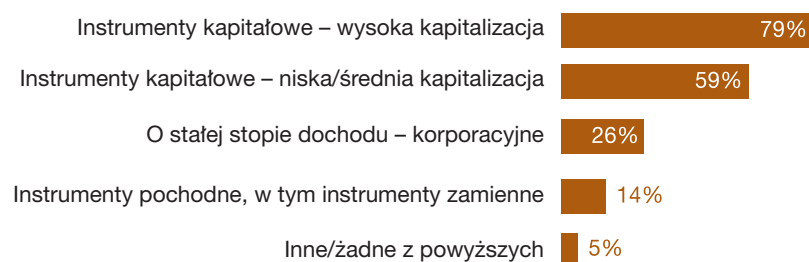 Instrumenty kapitałowe – wysoka kapitalizacja 79%
Instrumenty kapitałowe – niska/średnia kapitalizacja 59%
O stałej stopie dochodu – korporacyjne 26%
Instrumenty pochodne, w tym instrumenty zamienne 14%
Inne/żadne z powyższych 5%